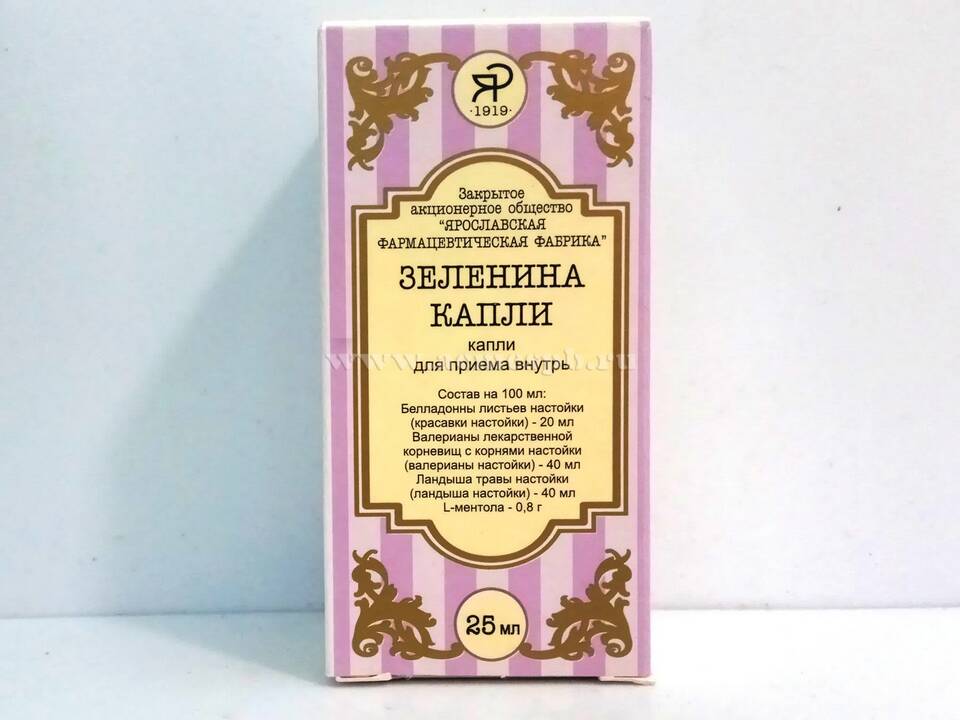 ЯР
·1919·
Закрытое
акционерное общество
"ЯРОСЛАВСКАЯ
ФАРМАЦЕВТИЧЕСКАЯ ФАБРИКА"
ЗЕЛЕНИНА
КАПЛИ
капли
для приема внутрь
Состав на 100 мл:
Белладонны листьев настойки
(красавки настойки) - 20 мл
Валерианы лекарственной
корневищ с корнями настойки
(валерианы настойки) - 40 мл
Ландыша травы настойки
(ландыша настойки) - 40 мл
L-ментола - 0,8 г
25 мл